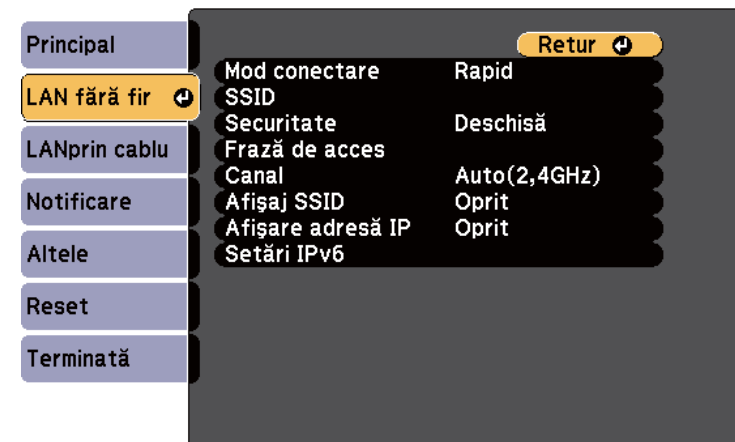 Principal
LAN fără fir
LANprin cablu
Notificare
Altele
Reset
Terminată
Retur
Mod conectare Rapid
SSID
Securitate Deschisă
Frază de acces
Canal Auto(2,4GHz)
Afişaj SSID Oprit
Afişare adresă IP Oprit
Setări IPv6